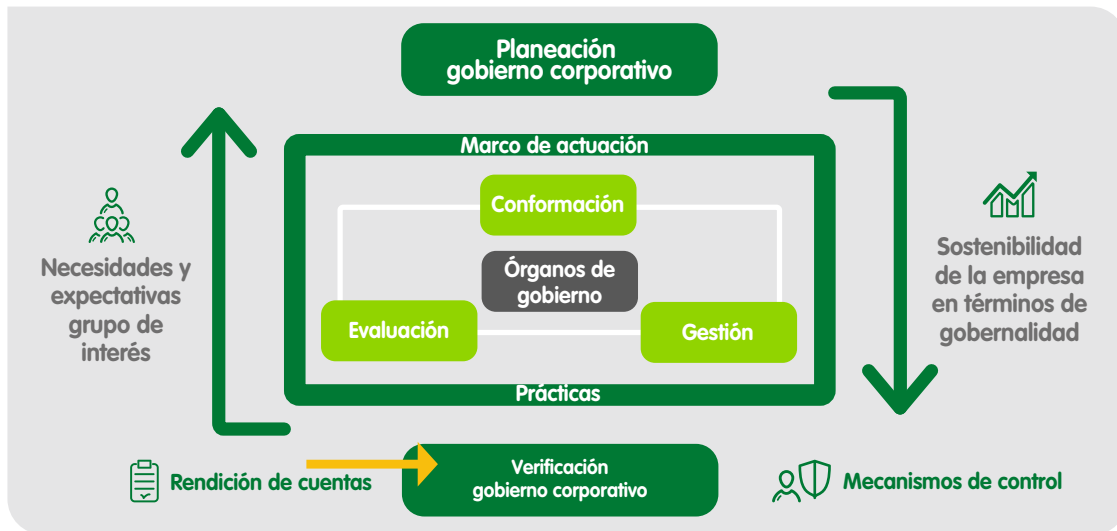 Planeación
gobierno corporativo
Marco de actuación
Conformación
Órganos de
gobierno
Evaluación
Gestión
Prácticas
Necesidades y
expectativas
grupo de
interés
Sostenibilidad
de la empresa
en términos de
gobernalidad
Rendición de cuentas
Verificación
gobierno corporativo
Mecanismos de control